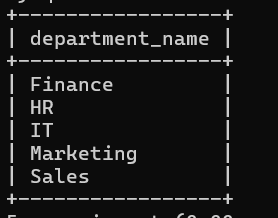 +-----------------+
| department_name |
+-----------------+
| Finance         |
| HR              |
| IT              |
| Marketing       |
| Sales           |
+-----------------+